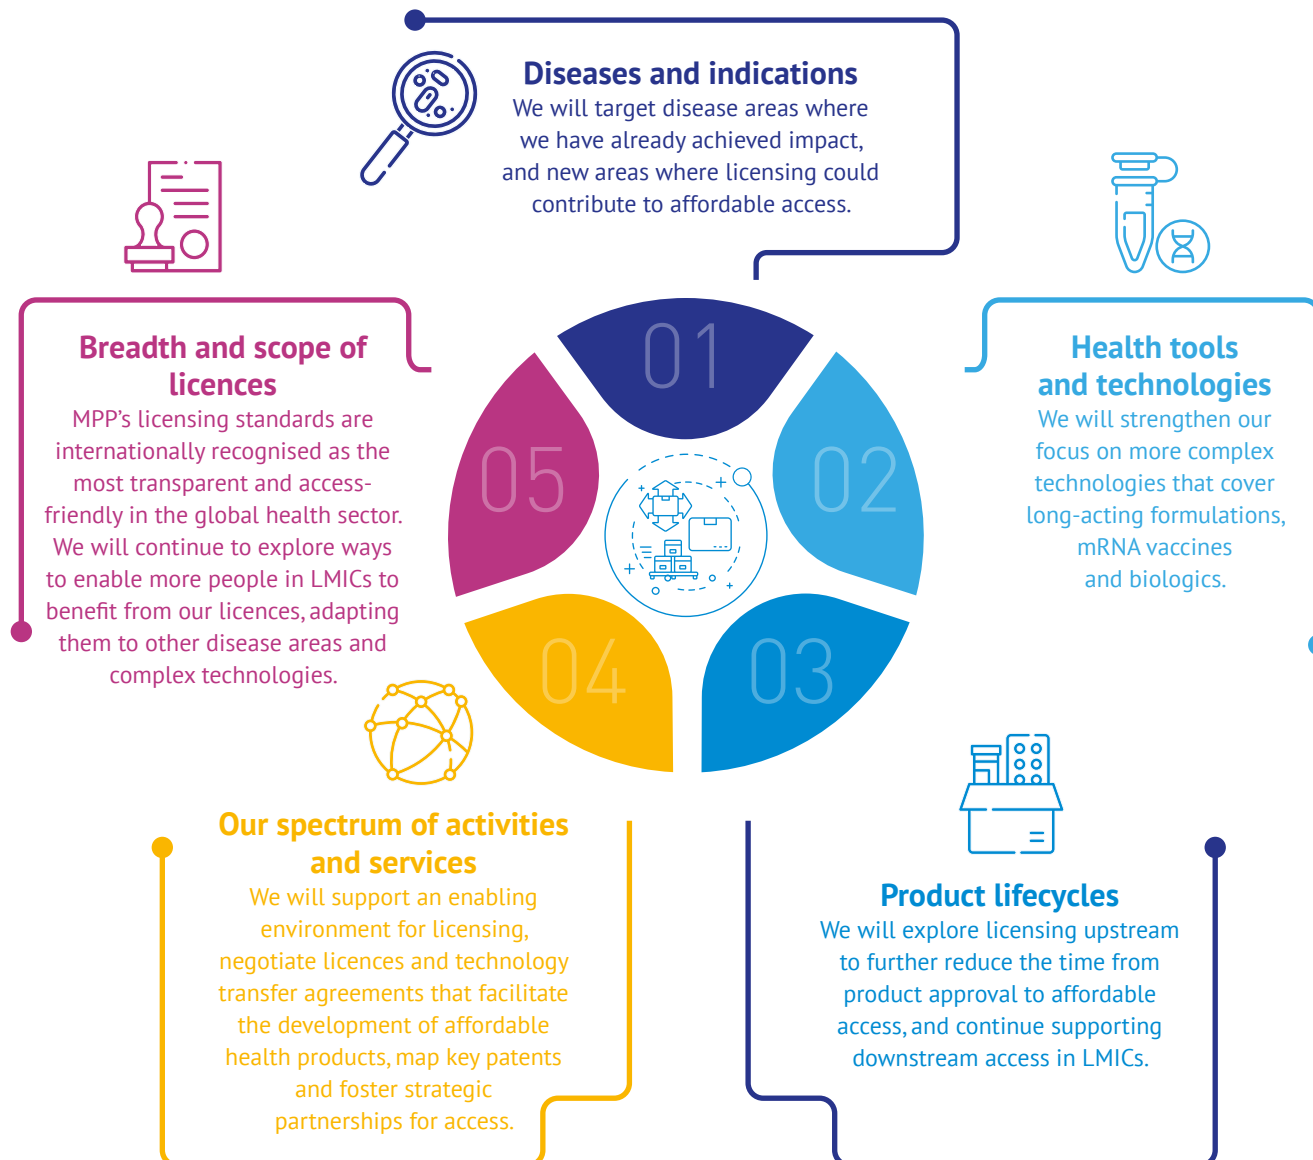 Diseases and indications
We will target disease areas where
we have already achieved impact,
and new areas where licensing could
contribute to affordable access.
01
Health tools
and technologies
We will strengthen our
focus on more complex
technologies that cover
long-acting formulations,
mRNA vaccines
and biologics.
02
Product lifecycles
We will explore licensing upstream
to further reduce the time from
product approval to affordable
access, and continue supporting
downstream access in LMICs.
03
Our spectrum of activities
and services
We will support an enabling
environment for licensing,
negotiate licences and technology
transfer agreements that facilitate
the development of affordable
health products, map key patents
and foster strategic
partnerships for access.
04
Breadth and scope of
licences
MPP’s licensing standards are
internationally recognised as the
most transparent and access-
friendly in the global health sector.
We will continue to explore ways
to enable more people in LMICs to
benefit from our licences, adapting
them to other disease areas and
complex technologies.
05